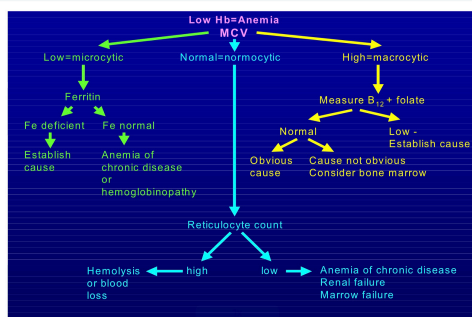 Low Hb=Anemia
MCV
Low=microcytic
Normal=normocytic
High=macrocytic
Ferritin
Measure B12 + folate
Fe deficient
Fe normal
Normal
Low -
Establish cause
Establish
cause
Anemia of
chronic disease
or
hemoglobinopathy
Obvious
cause
Cause not obvious
Consider bone marrow
Reticulocyte count
Hemolysis
or blood
loss
high
low
Anemia of chronic disease
Renal failure
Marrow failure